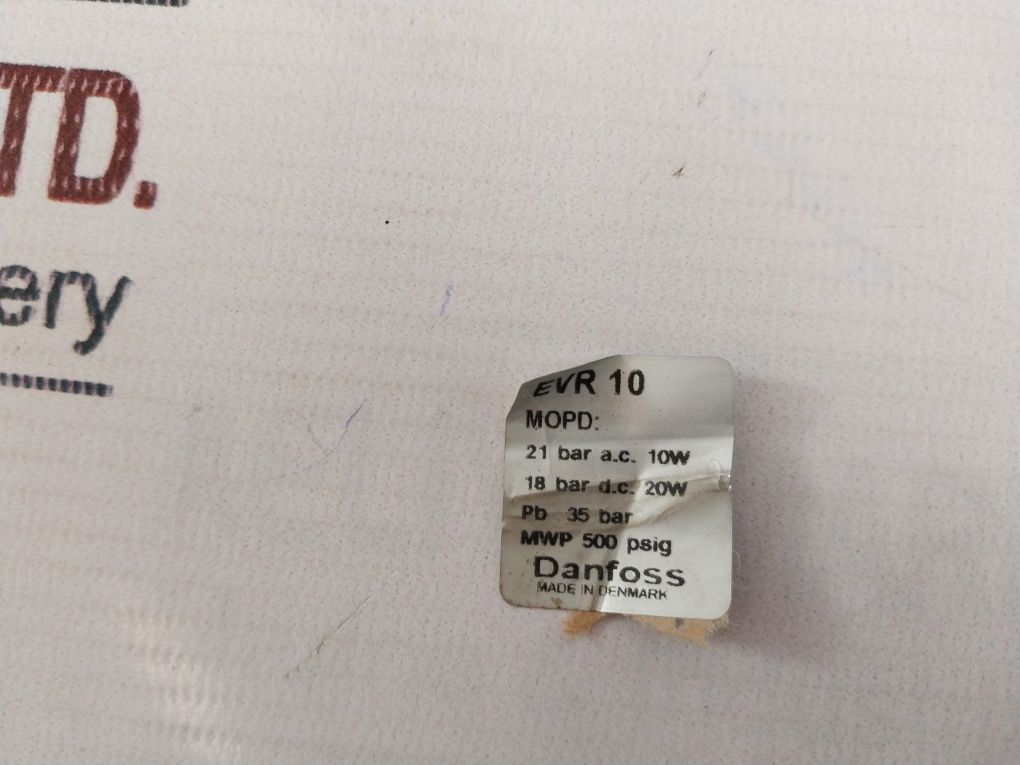 TD.
ery
EVR 10
MOPD:
21 bar a.c. 10W
18 bar d.c. 20W
Pb 35 bar
MWP 500 psig
Danfoss
MADE IN DENMARK